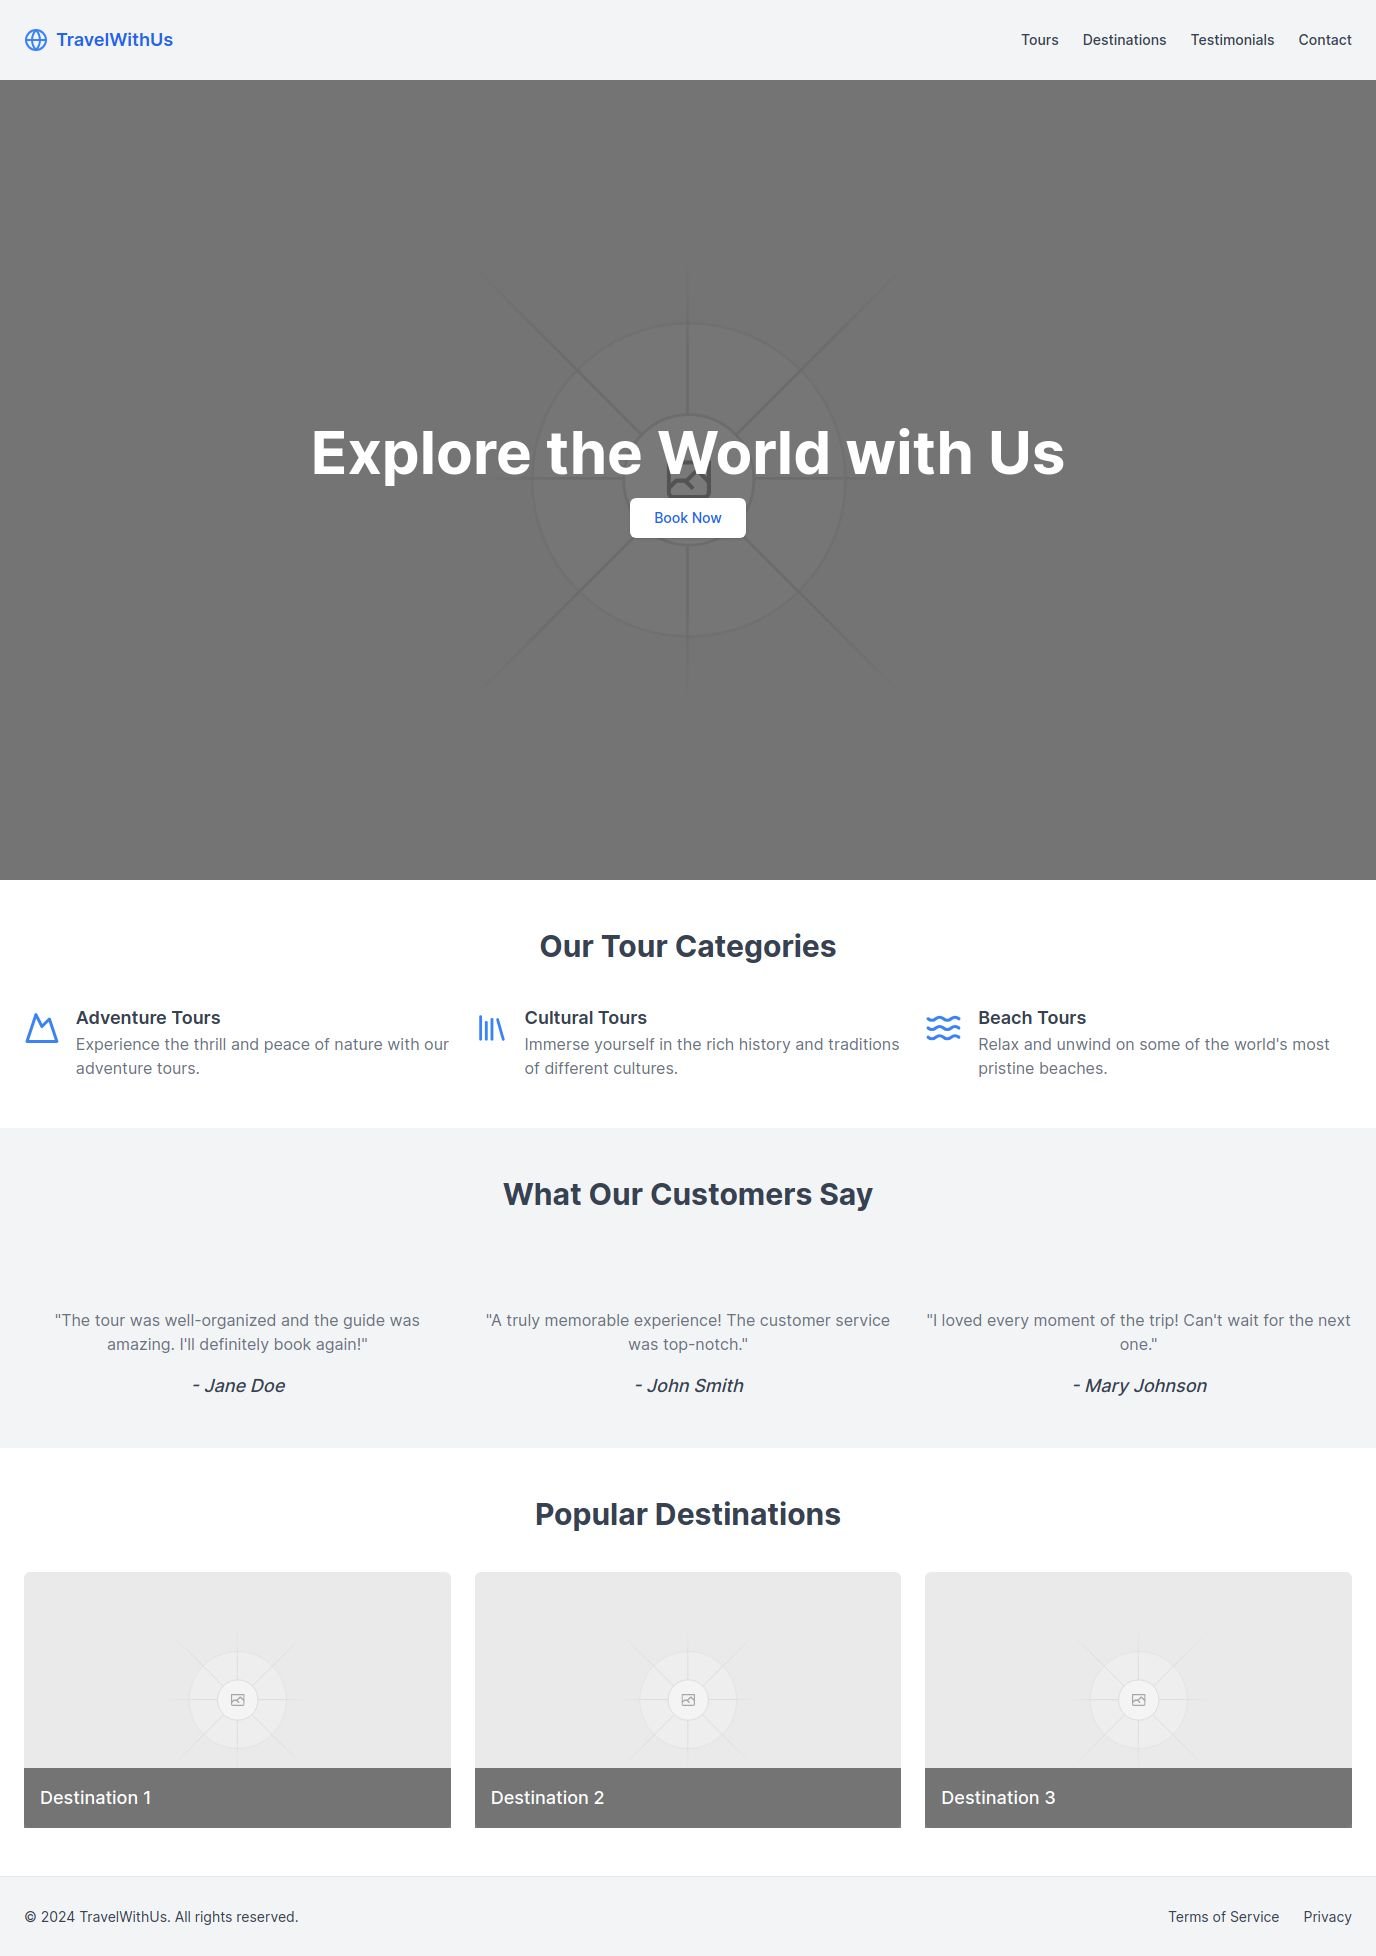 TravelWithUs
Tours Destinations Testimonials Contact
Explore the World with Us
Book Now
Our Tour Categories
Adventure Tours
Experience the thrill and peace of nature with our
adventure tours.
Cultural Tours
Immerse yourself in the rich history and traditions
of different cultures.
Beach Tours
Relax and unwind on some of the world's most
pristine beaches.
What Our Customers Say
"The tour was well-organized and the guide was
amazing. I'll definitely book again!"
- Jane Doe
"A truly memorable experience! The customer service
was top-notch."
- John Smith
"I loved every moment of the trip! Can't wait for the next
one."
- Mary Johnson
Popular Destinations
Destination 1
Destination 2
Destination 3
© 2024 TravelWithUs. All rights reserved.
Terms of Service Privacy